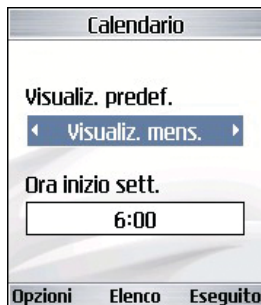 Calendario
Visualiz. predef.
Visualiz. mens.
Ora inizio sett.
6:00
Opzioni Elenco Eseguito